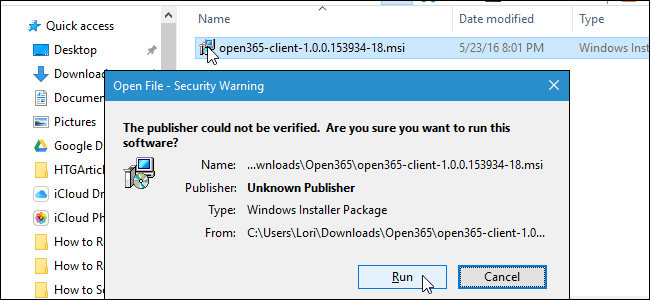 Quick access
Desktop
Download
Document
Pictures
Google D
HTGArticl
iCloud Dr
iCloud Ph
How to R
How to R
How to S
Name
Date modified
Type
open365-client-1.0.0.153934-18.msi
5/23/16 8:01 PM
Windows Inst
Open File - Security Warning
The publisher could not be verified. Are you sure you want to run this
software?
Name: ...wnloads\Open365\open365-client-1.0.0.153934-18.msi
Publisher: Unknown Publisher
Type: Windows Installer Package
From: C:\Users\Lori\Downloads\Open365\open365-client-1.0...
Run
Cancel